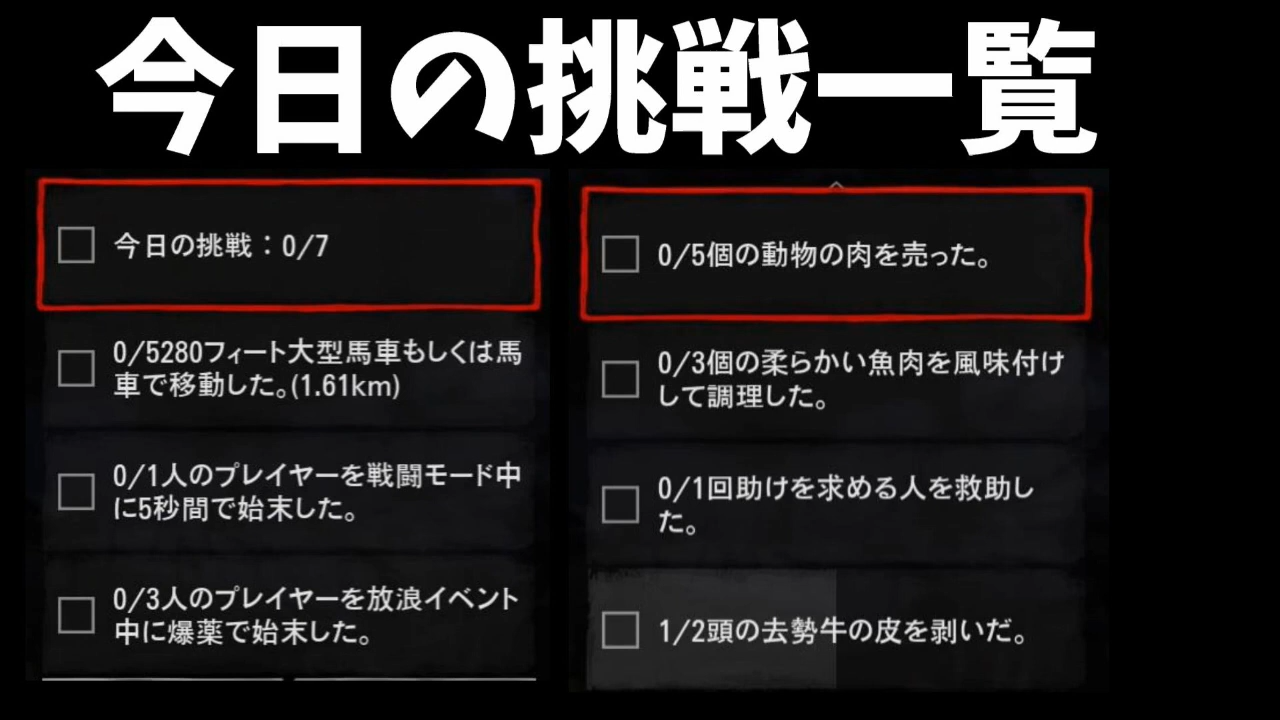 今日の挑戦一覧
今日の挑戦：0/7
0/5280フィート大型馬車もしくは馬
車で移動した。(1.61km)
0/1人のプレイヤーを戦闘モード中
に5秒間で始末した。
0/3人のプレイヤーを放浪イベント
中に爆薬で始末した。
0/5個の動物の肉を売った。
0/3個の柔らかい魚肉を風味付け
して調理した。
0/1回助けを求める人を救助し
た。
1/2頭の去勢牛の皮を剥いだ。